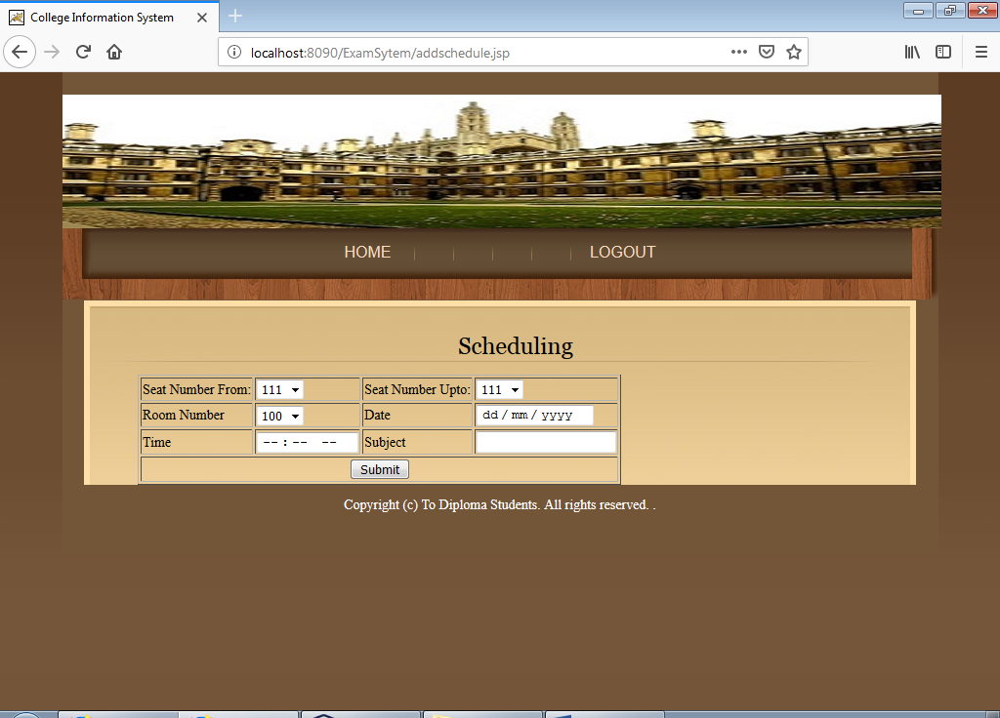 College Information System
localhost:8090/ExamSytem/addschedule.jsp
HOME LOGOUT
Scheduling
Seat Number From: 111 Seat Number Upto: 111
Room Number 100 Date dd / mm / yyyy
Time -- : -- -- Subject
Submit
Copyright (c) To Diploma Students. All rights reserved. .